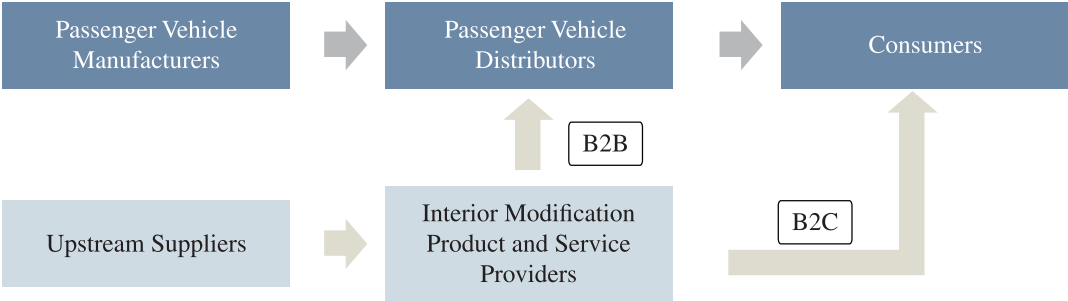 Passenger Vehicle
Manufacturers
Passenger Vehicle
Distributors
Consumers
B2B
Upstream Suppliers
Interior Modification
Product and Service
Providers
B2C